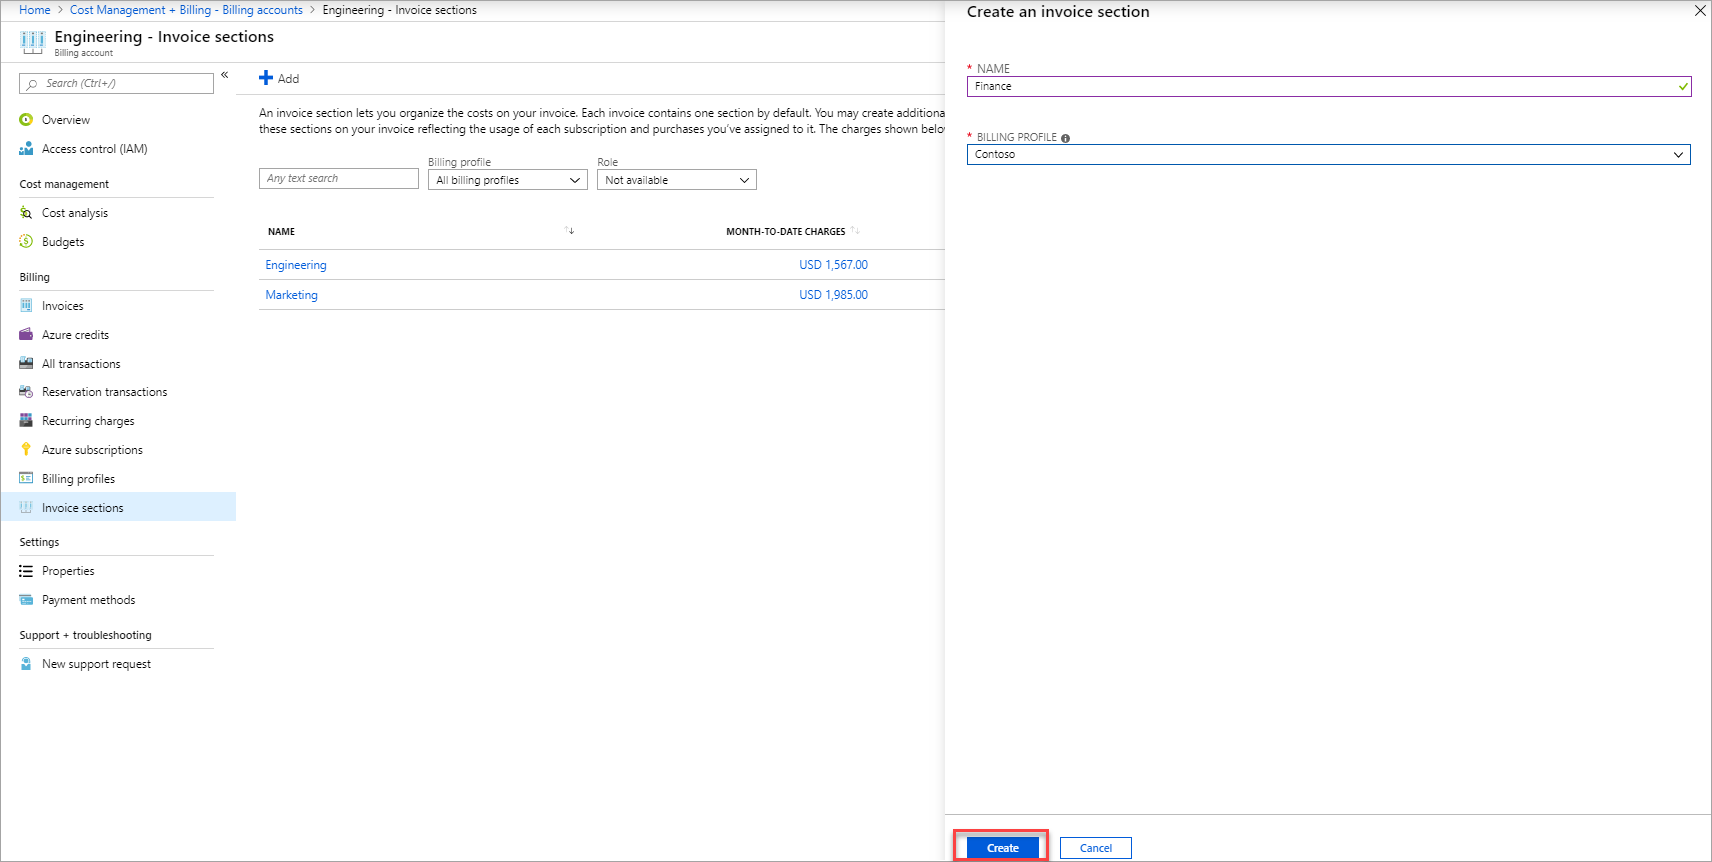 Home > Cost Management + Billing - Billing accounts > Engineering - Invoice sections
Engineering - Invoice sections
Billing account
Search (Ctrl+/)
«
Overview
Access control (IAM)
Cost management
Cost analysis
Budgets
Billing
Invoices
Azure credits
All transactions
Reservation transactions
Recurring charges
Azure subscriptions
Billing profiles
Invoice sections
Settings
Properties
Payment methods
Support + troubleshooting
New support request
Add
An invoice section lets you organize the costs on your invoice. Each invoice contains one section by default. You may create additiona
these sections on your invoice reflecting the usage of each subscription and purchases you've assigned to it. The charges shown belov
Billing profile Role
Any text search All billing profiles Not available
NAME MONTH-TO-DATE CHARGES
Engineering USD 1,567.00
Marketing USD 1,985.00
Create an invoice section
* NAME
Finance
* BILLING PROFILE
Contoso
Create Cancel